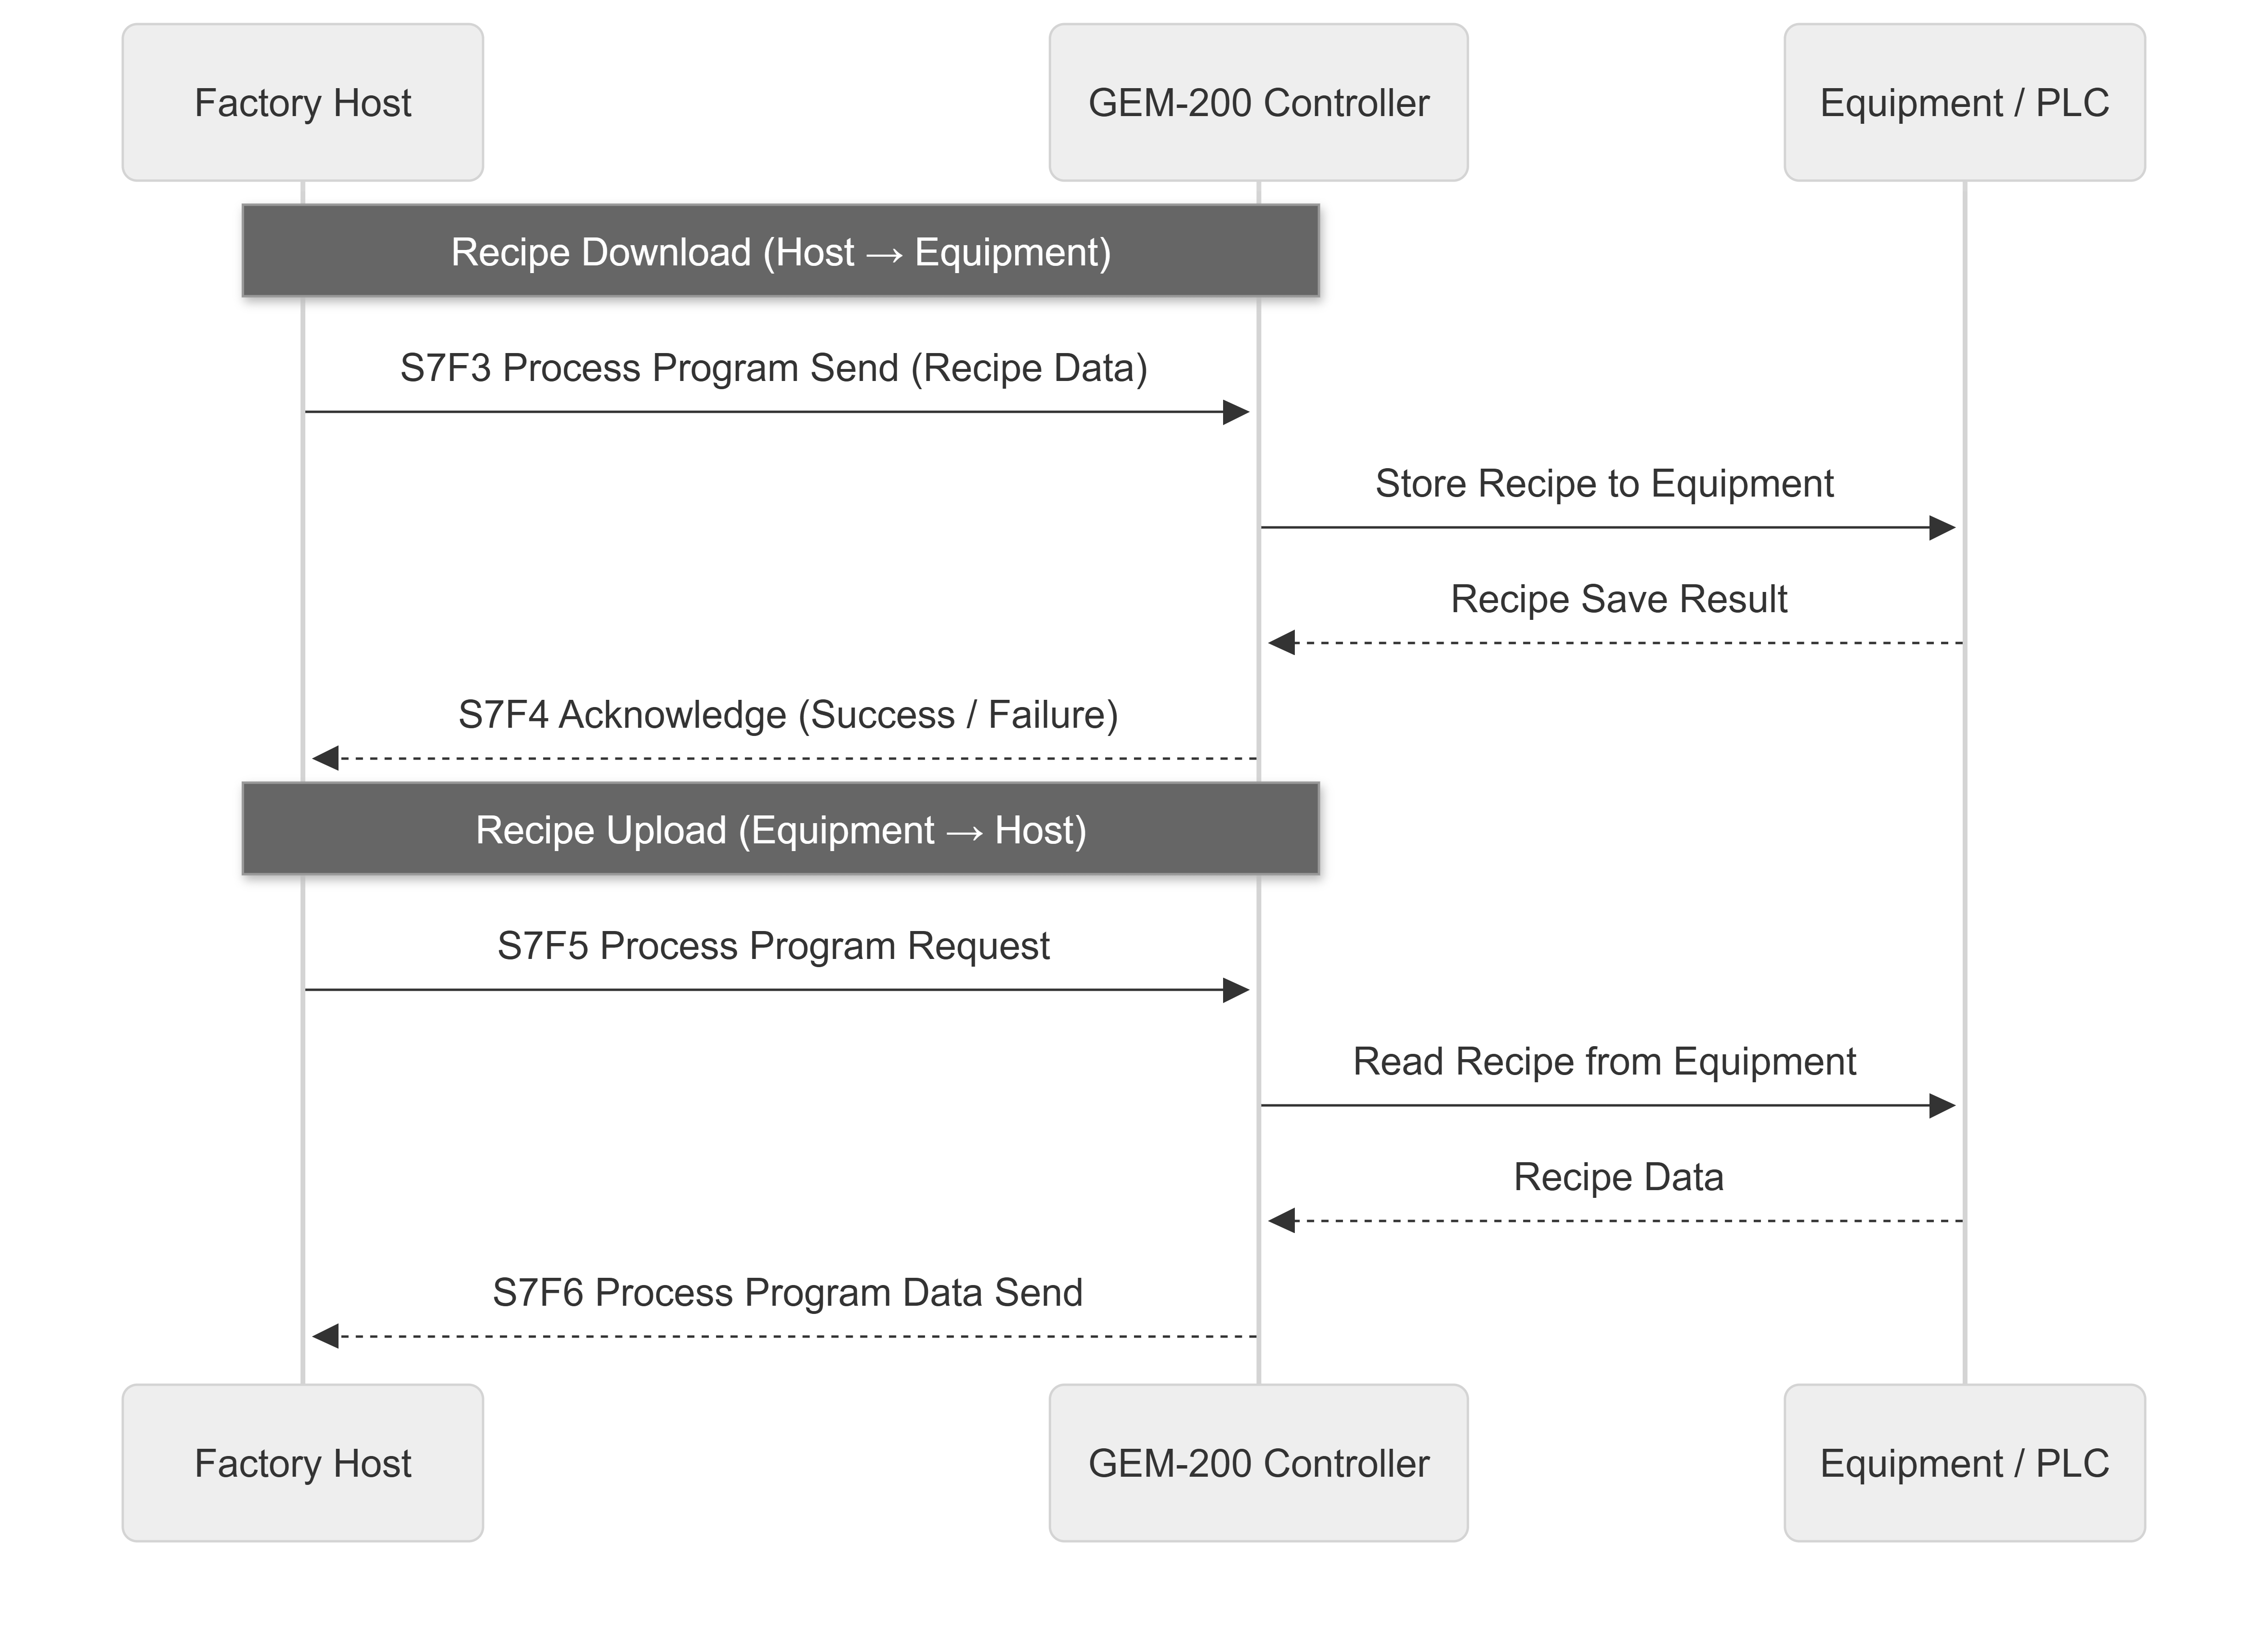 Factory Host
GEM-200 Controller
Equipment / PLC
Recipe Download (Host → Equipment)
S7F3 Process Program Send (Recipe Data)
Store Recipe to Equipment
Recipe Save Result
S7F4 Acknowledge (Success / Failure)
Recipe Upload (Equipment → Host)
S7F5 Process Program Request
Read Recipe from Equipment
Recipe Data
S7F6 Process Program Data Send
Factory Host
GEM-200 Controller
Equipment / PLC